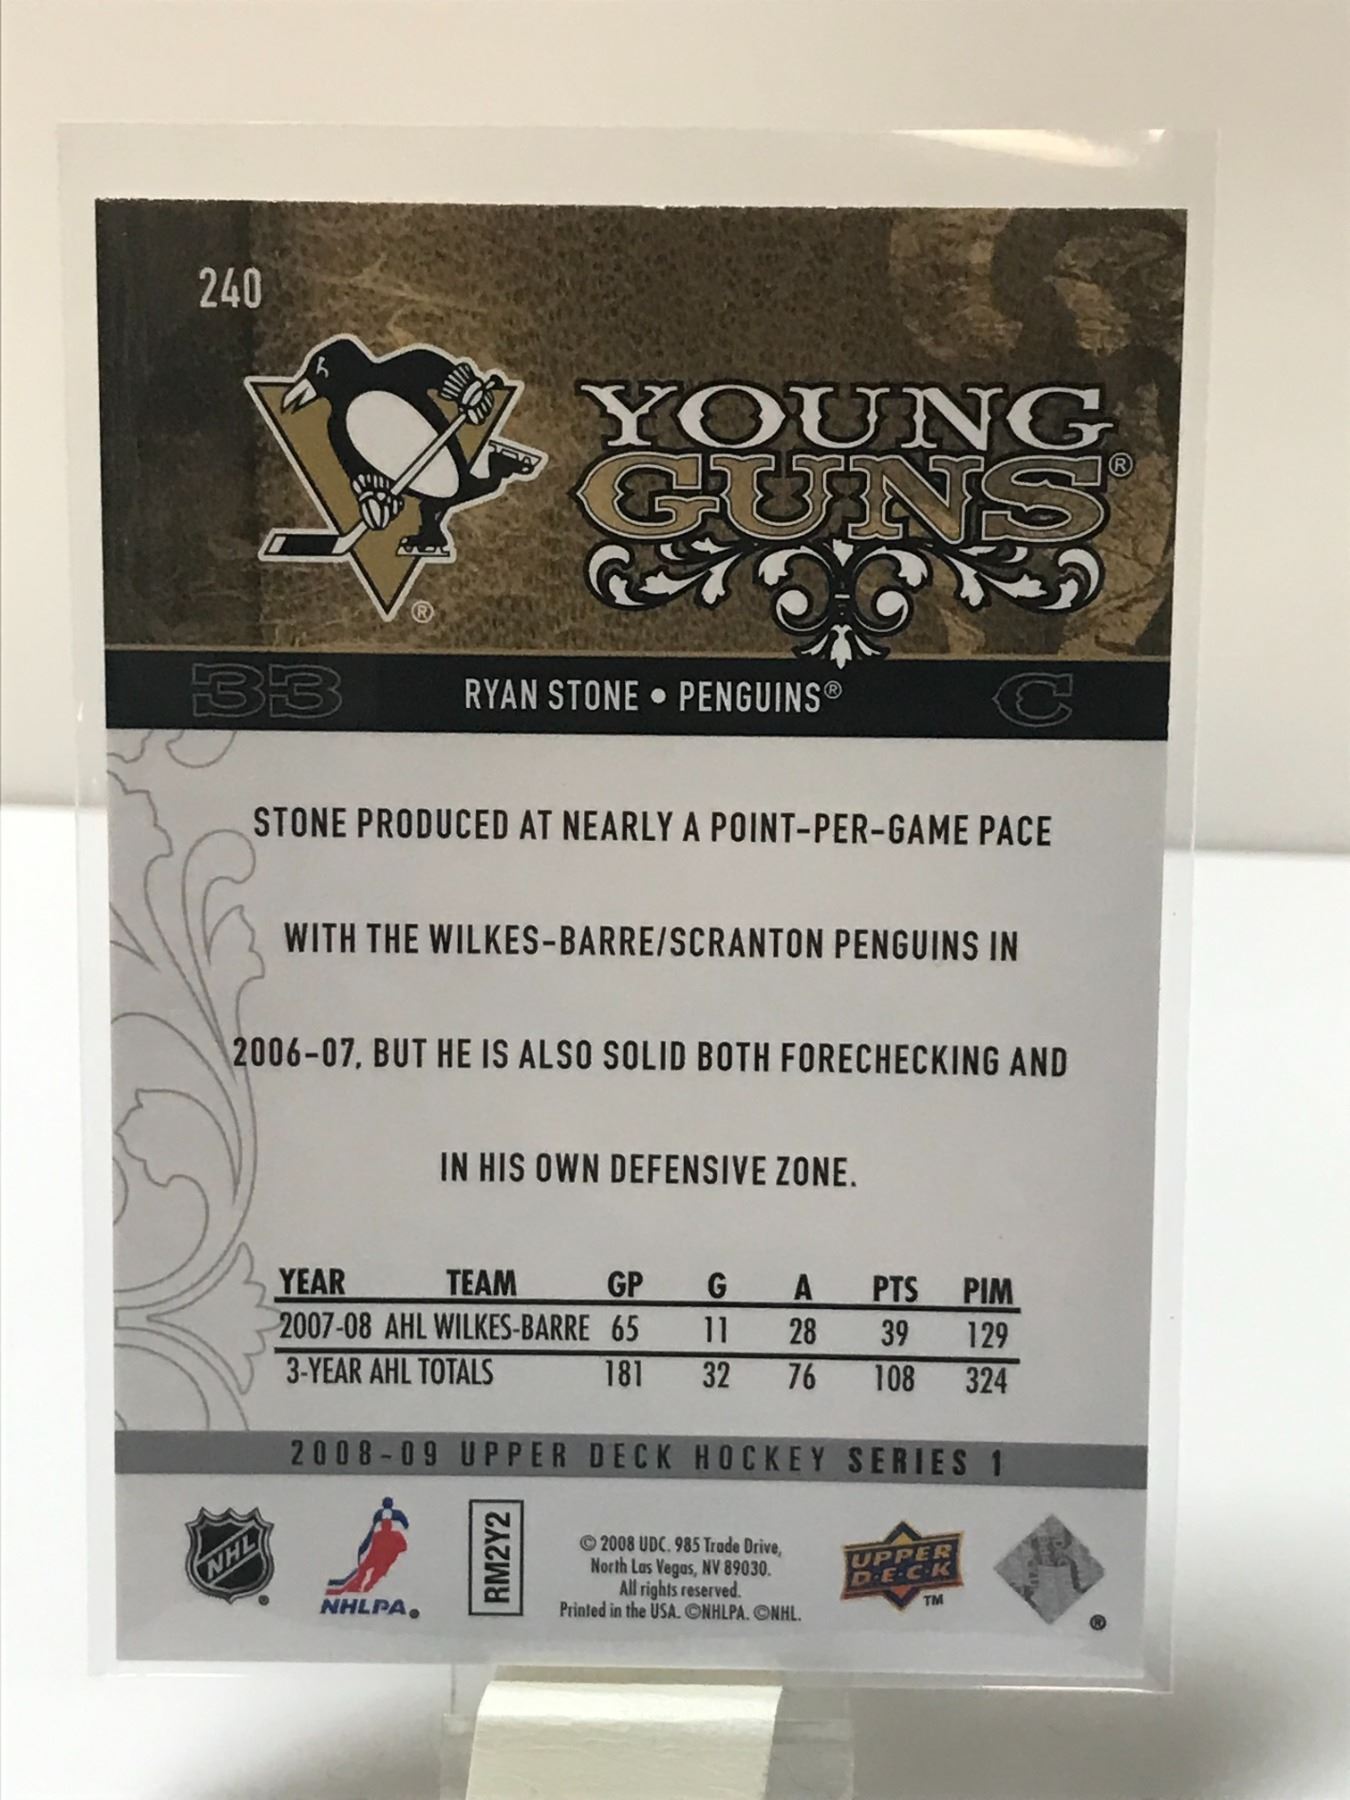 240
YOUNG
GUNS®
®
33 RYAN STONE • PENGUINS® C
STONE PRODUCED AT NEARLY A POINT-PER-GAME PACE
WITH THE WILKES-BARRE/SCRANTON PENGUINS IN
2006-07, BUT HE IS ALSO SOLID BOTH FORECHECKING AND
IN HIS OWN DEFENSIVE ZONE.
YEAR TEAM GP G A PTS PIM
2007-08 AHL WILKES-BARRE 65 11 28 39 129
3-YEAR AHL TOTALS 181 32 76 108 324
2008-09 UPPER DECK HOCKEY SERIES 1
NHL
NHLPA
RM2Y2
© 2008 UDC. 985 Trade Drive,
North Las Vegas, NV 89030.
All rights reserved.
Printed in the USA. ©NHLPA. ©NHL.
UPPER
D·E·C·K
TM
®